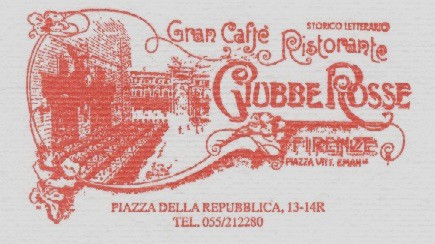 Gran Caffè
STORICO LETTERARIO
Ristorante
GIUBBE ROSSE
FIRENZE
PIAZZA VITT. EMAN.
PIAZZA DELLA REPUBBLICA, 13-14R
TEL. 055/212280